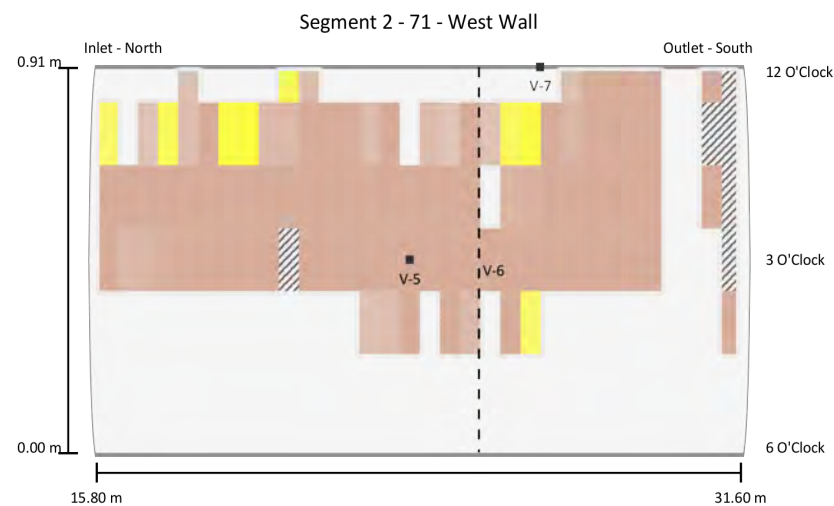 Segment 2 - 71 - West Wall
Inlet - North
Outlet - South
0.91 m
12 O'Clock
V-7
3 O'Clock
V-5
V-6
0.00 m
6 O'Clock
15.80 m
31.60 m